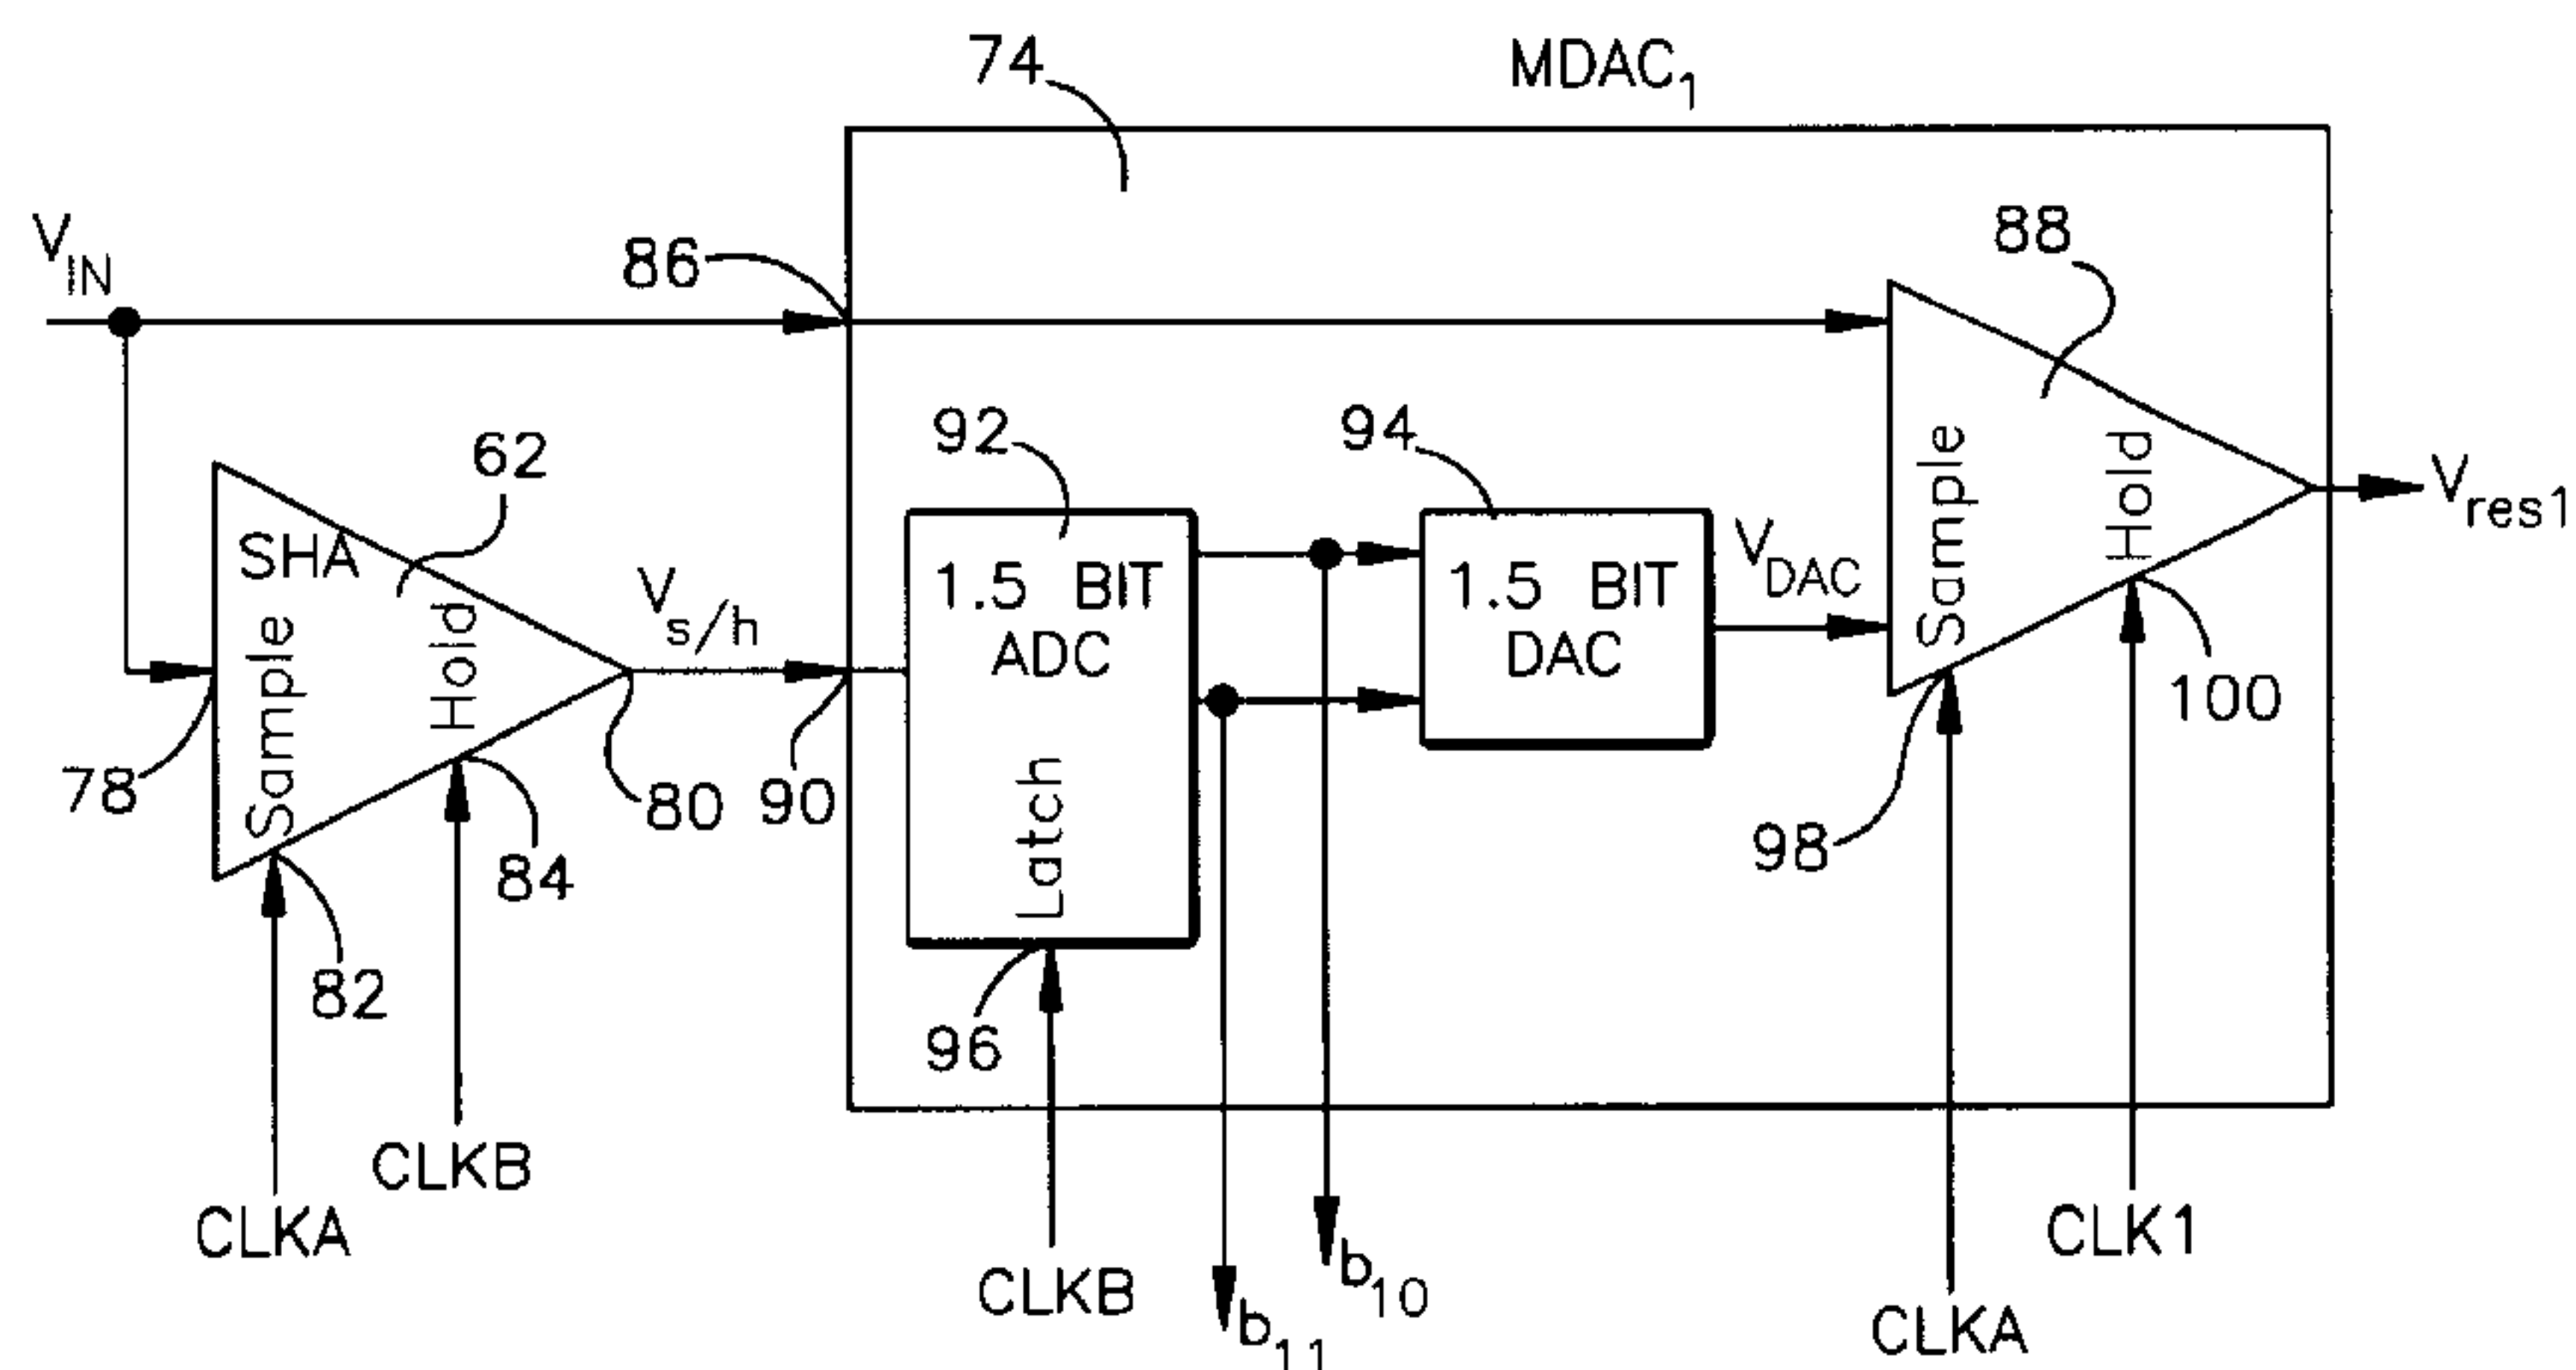 74
MDAC1
VIN
86
88
62
92
94
SHA
Sample
Hold
Vs/h
1.5 BIT
ADC
Latch
1.5 BIT
DAC
VDAC
Sample
Hold
Vres1
78
80
90
84
82
96
98
100
CLKA
CLKB
CLKB
b11
b10
CLKA
CLK1